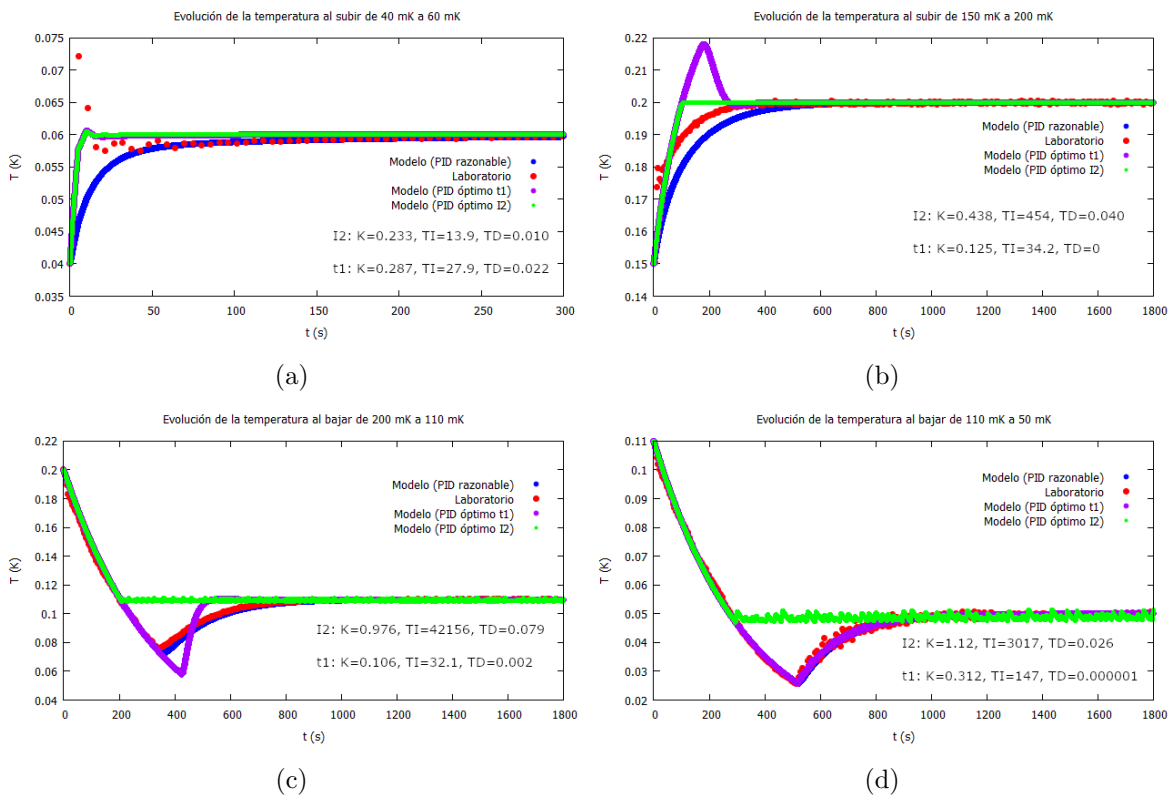 Evolución de la temperatura al subir de 40 mK a 60 mK
0.075
0.07
0.065
0.06
0.055
0.05
0.045
0.04
0.035
T (K)
0
50
100
150
200
250
300
t (s)
Modelo (PID razonable)
Laboratorio
Modelo (PID óptimo t1)
Modelo (PID óptimo I2)
I2: K=0.233, TI=13.9, TD=0.010
t1: K=0.287, TI=27.9, TD=0.022
(a)
Evolución de la temperatura al subir de 150 mK a 200 mK
0.22
0.21
0.2
0.19
0.18
0.17
0.16
0.15
0.14
T (K)
0
200
400
600
800
1000
1200
1400
1600
1800
t (s)
Modelo (PID razonable)
Laboratorio
Modelo (PID óptimo t1)
Modelo (PID óptimo I2)
I2: K=0.438, TI=454, TD=0.040
t1: K=0.125, TI=34.2, TD=0
(b)
Evolución de la temperatura al bajar de 200 mK a 110 mK
0.22
0.2
0.18
0.16
0.14
0.12
0.1
0.08
0.06
0.04
T (K)
0
200
400
600
800
1000
1200
1400
1600
1800
t (s)
Modelo (PID razonable)
Laboratorio
Modelo (PID óptimo t1)
Modelo (PID óptimo I2)
I2: K=0.976, TI=42156, TD=0.079
t1: K=0.106, TI=32.1, TD=0.002
(c)
Evolución de la temperatura al bajar de 110 mK a 50 mK
0.11
0.1
0.09
0.08
0.07
0.06
0.05
0.04
0.03
0.02
T (K)
0
200
400
600
800
1000
1200
1400
1600
1800
t (s)
Modelo (PID razonable)
Laboratorio
Modelo (PID óptimo t1)
Modelo (PID óptimo I2)
I2: K=1.12, TI=3017, TD=0.026
t1: K=0.312, TI=147, TD=0.000001
(d)